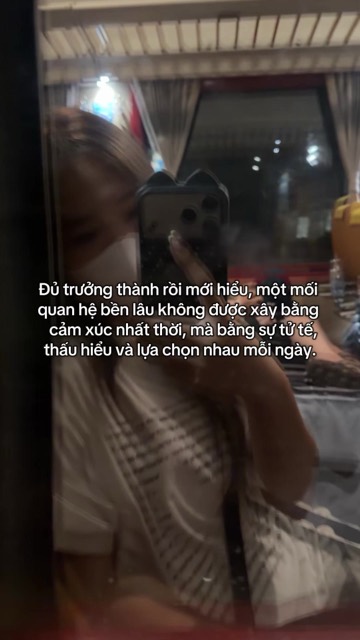 Đủ trưởng thành rồi mới hiểu, một mối
quan hệ bền lâu không được xây bằng
cảm xúc nhất thời, mà bằng sự tử tế,
thấu hiểu và lựa chọn nhau mỗi ngày.